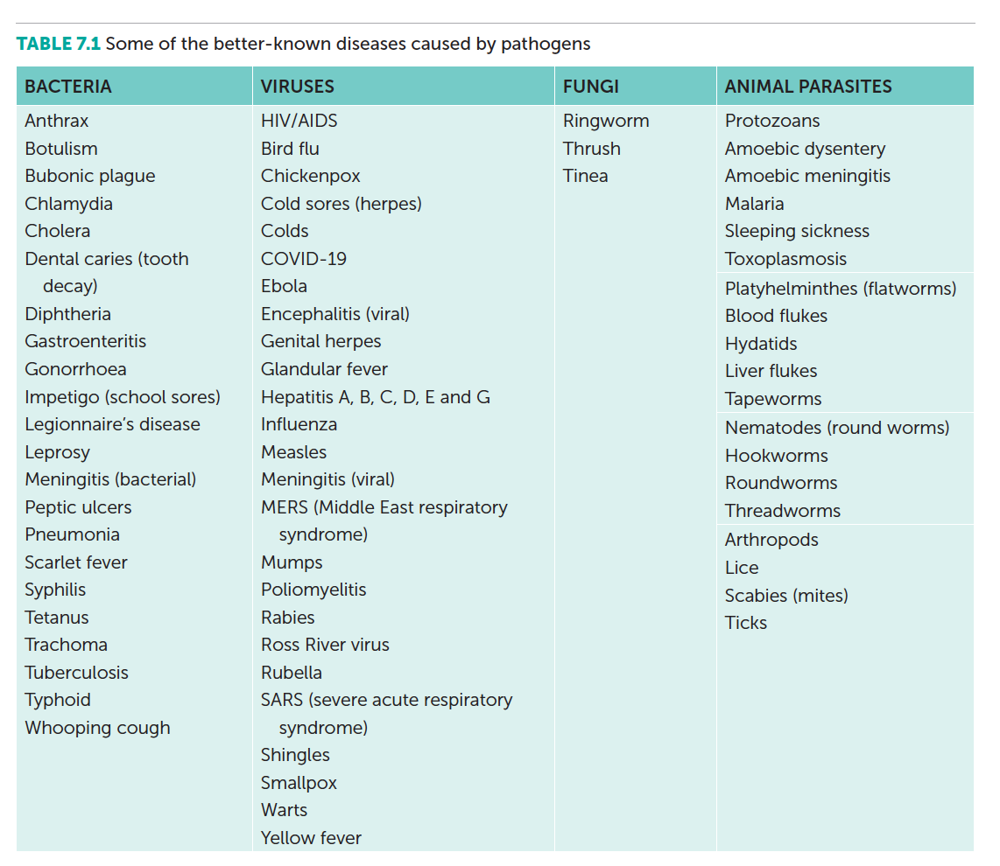 TABLE 7.1 Some of the better-known diseases caused by pathogens
BACTERIA
Anthrax
Botulism
Bubonic plague
Chlamydia
Cholera
Dental caries (tooth
decay)
Diphtheria
Gastroenteritis
Gonorrhoea
Impetigo (school sores)
Legionnaire’s disease
Leprosy
Meningitis (bacterial)
Peptic ulcers
Pneumonia
Scarlet fever
Syphilis
Tetanus
Trachoma
Tuberculosis
Typhoid
Whooping cough
VIRUSES
HIV/AIDS
Bird flu
Chickenpox
Cold sores (herpes)
Colds
COVID-19
Ebola
Encephalitis (viral)
Genital herpes
Glandular fever
Hepatitis A, B, C, D, E and G
Influenza
Measles
Meningitis (viral)
MERS (Middle East respiratory
syndrome)
Mumps
Poliomyelitis
Rabies
Ross River virus
Rubella
SARS (severe acute respiratory
syndrome)
Shingles
Smallpox
Warts
Yellow fever
FUNGI
Ringworm
Thrush
Tinea
ANIMAL PARASITES
Protozoans
Amoebic dysentery
Amoebic meningitis
Malaria
Sleeping sickness
Toxoplasmosis
Platyhelminthes (flatworms)
Blood flukes
Hydatids
Liver flukes
Tapeworms
Nematodes (round worms)
Hookworms
Roundworms
Threadworms
Arthropods
Lice
Scabies (mites)
Ticks